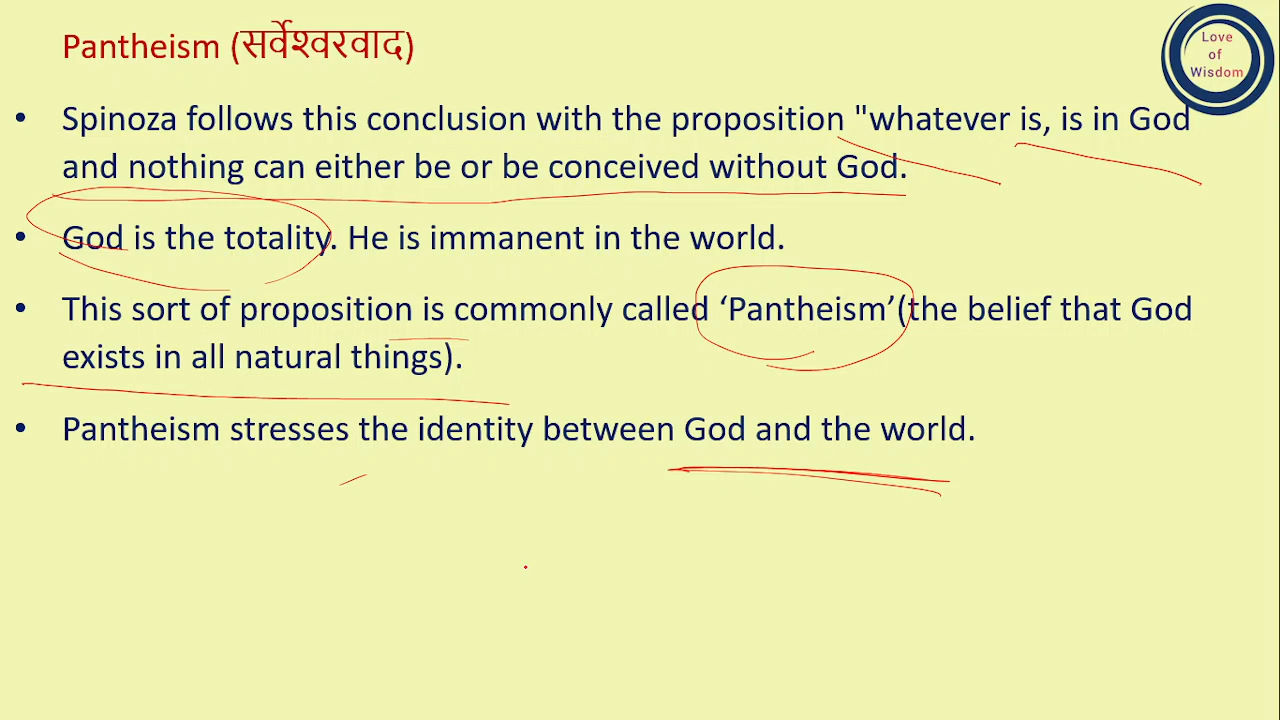 Pantheism (सर्वेश्वरवाद)
Love
of
Wisdom
• Spinoza follows this conclusion with the proposition "whatever is, is in God
and nothing can either be or be conceived without God.
• God is the totality. He is immanent in the world.
• This sort of proposition is commonly called ‘Pantheism’(the belief that God
exists in all natural things).
• Pantheism stresses the identity between God and the world.